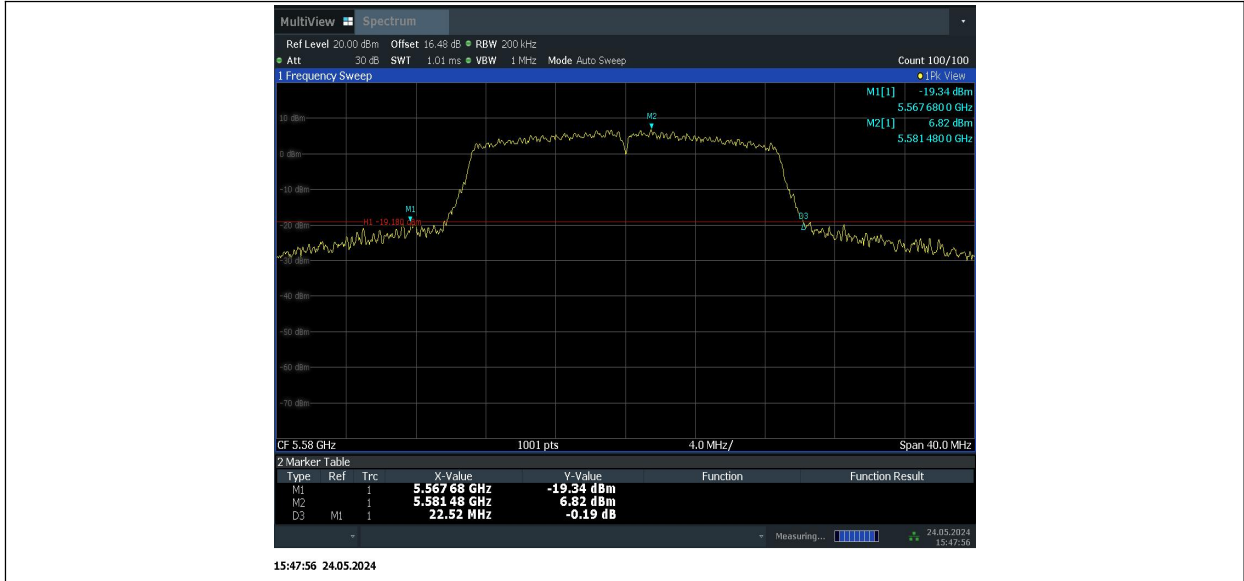 MultiView Spectrum
Ref Level 20.00 dBm Offset 16.48 dB RBW 200 kHz
Att 30 dB SWT 1.01 ms VBW 1 MHz Mode Auto Sweep Count 100/100
1 Frequency Sweep 1Pk View
M1[1] -19.34 dBm
5.567 680 0 GHz
M2[1] 6.82 dBm
5.581 480 0 GHz
M2
10 dBm
0 dBm
-10 dBm
M1
H1 -19.180 dBm
D3
-20 dBm
-30 dBm
-40 dBm
-50 dBm
-60 dBm
-70 dBm
CF 5.58 GHz 1001 pts 4.0 MHz/ Span 40.0 MHz
2 Marker Table
Type Ref Trc X-Value Y-Value Function Function Result
M1 1 5.567 68 GHz -19.34 dBm
M2 1 5.581 48 GHz 6.82 dBm
D3 M1 1 22.52 MHz -0.19 dB
Measuring... 24.05.2024
15:47:56
15:47:56 24.05.2024